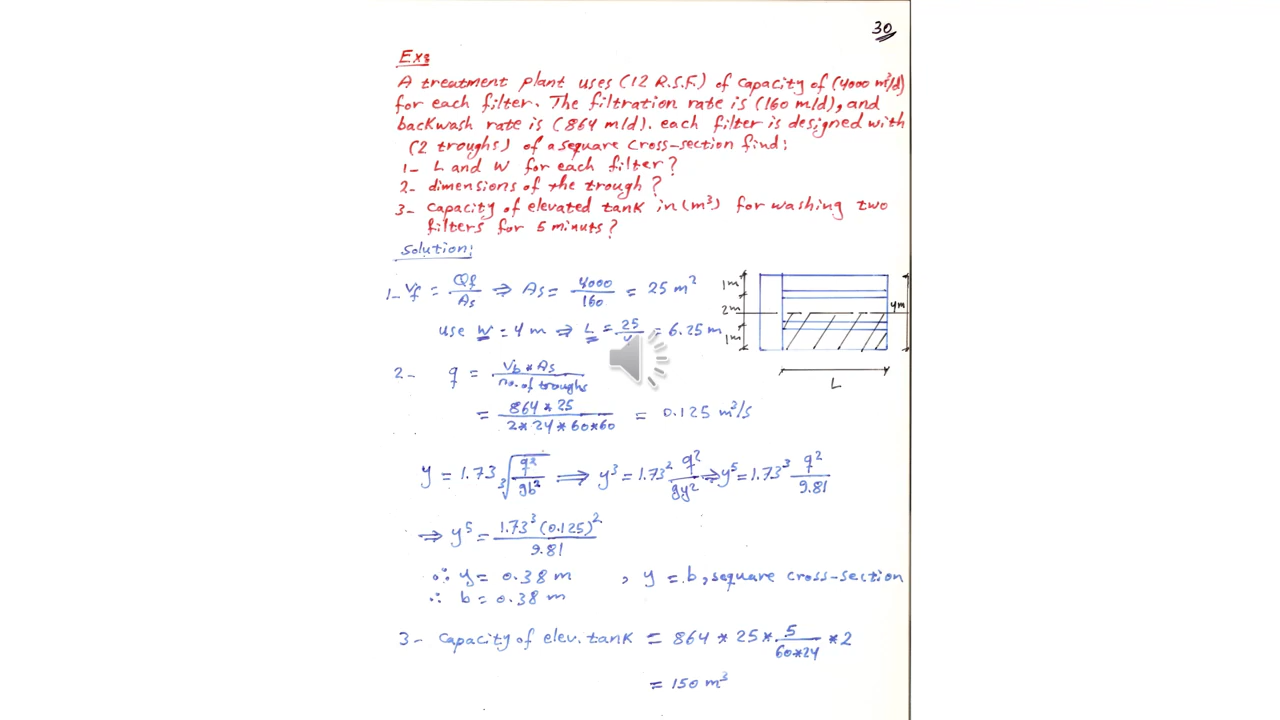 30
Ex:
A treatment plant uses (12 R.S.F.) of capacity of (4000 m³/d)
for each filter. The filtration rate is (160 m/d), and
backwash rate is (864 m/d). each filter is designed with
(2 troughs) of a square cross-section find:
1- L and W for each filter?
2- dimensions of the trough?
3- capacity of elevated tank in (m³) for washing two
filters for 5 minuts?
Solution:
1- Vf = Qf/As ⇒ As = 4000/160 = 25 m²
use W = 4 m ⇒ L = 25/ = 6.25 m
1m
2m
1m
4m
L
2- q = Vb * As / no. of troughs
= 864 * 25 / 2 * 24 * 60 * 60 = 0.125 m³/s
y = 1.73 ³√(q²/gb²) ⟹ y³ = 1.73² q²/gy² ⇒ y⁵ = 1.73³ q²/9.81
⇒ y⁵ = 1.73³ (0.125)² / 9.81
∴ y = 0.38 m , y = b, square cross-section
∴ b = 0.38 m
3- Capacity of elev. tank = 864 * 25 * 5/60*24 * 2
= 150 m³